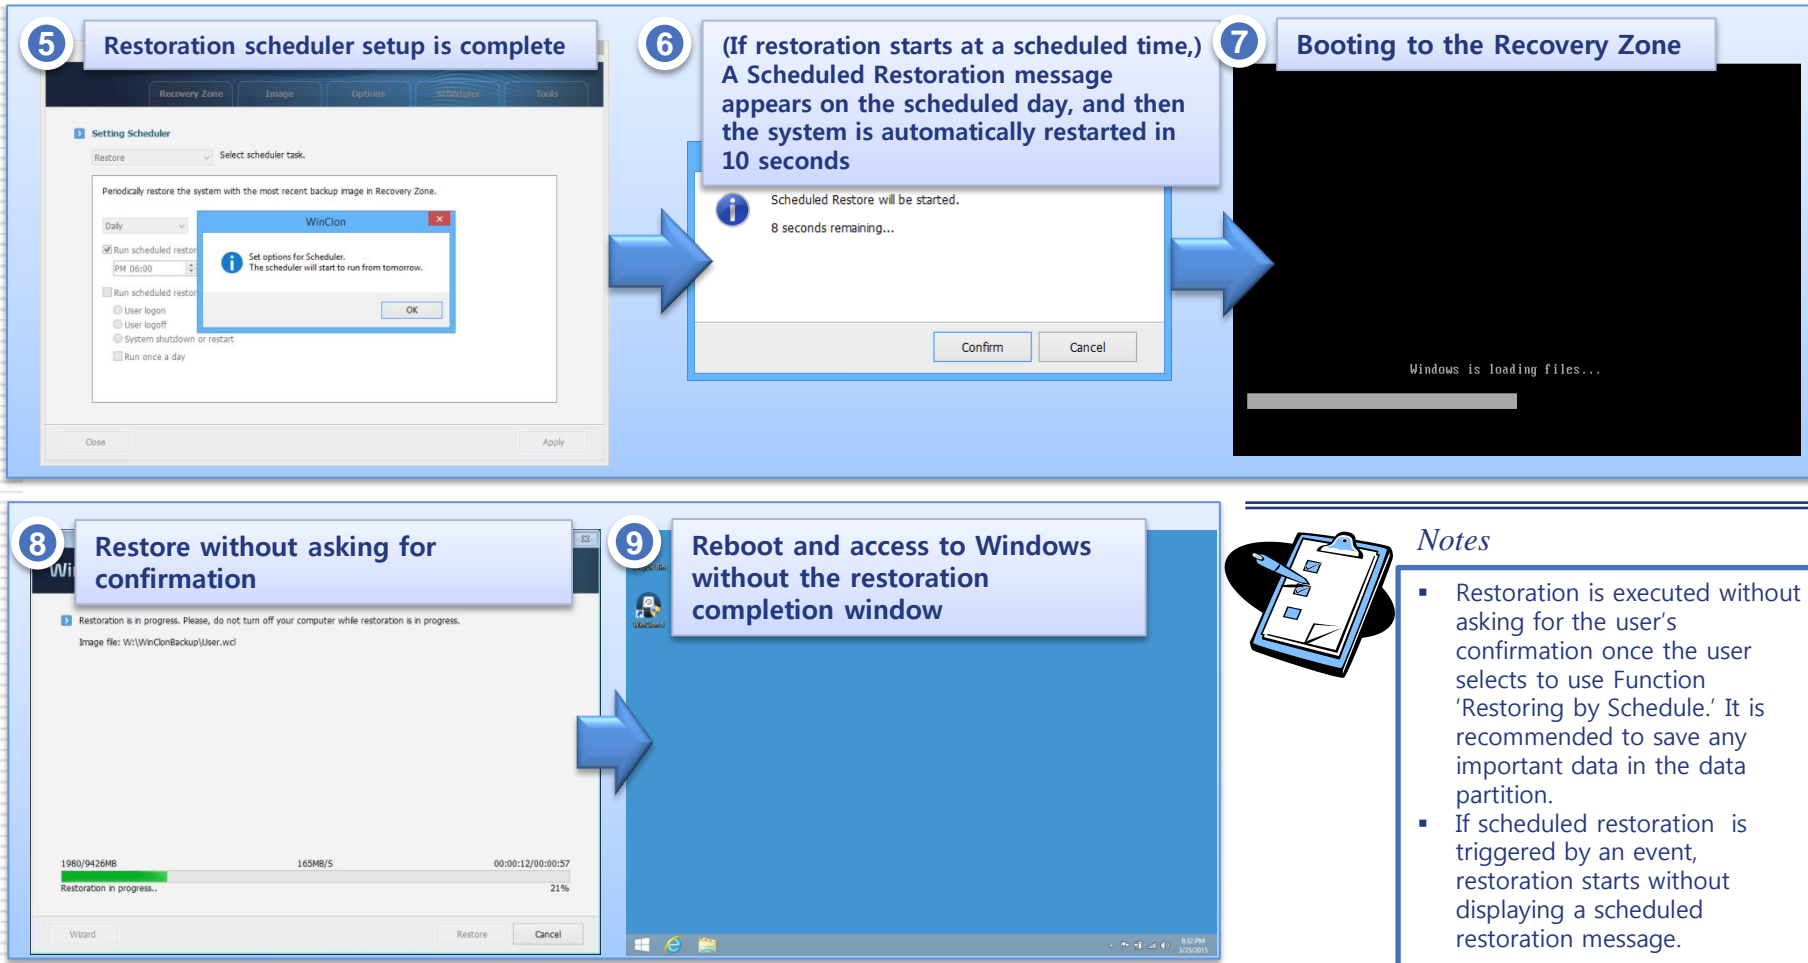 5
Restoration scheduler setup is complete
Recovery Zone
Image
Options
Scheduler
Tools
Setting Scheduler
Restore
Select scheduler task.
Periodically restore the system with the most recent backup image in Recovery Zone.
Daily
Run scheduled restor
PM 06:00
Run scheduled restor
User logon
User logoff
System shutdown or restart
Run once a day
WinClon
Set options for Scheduler.
The scheduler will start to run from tomorrow.
OK
Close
Apply
6
(If restoration starts at a scheduled time,)
A Scheduled Restoration message
appears on the scheduled day, and then
the system is automatically restarted in
10 seconds
Scheduled Restore will be started.
8 seconds remaining...
Confirm
Cancel
7
Booting to the Recovery Zone
Windows is loading files...
8
Restore without asking for
confirmation
Wi
Restoration is in progress. Please, do not turn off your computer while restoration is in progress.
Image file: W:\WinClonBackup\User.wcl
1980/9426MB
165MB/S
00:00:12/00:00:57
Restoration in progress..
21%
Wizard
Restore
Cancel
9
Reboot and access to Windows
without the restoration
completion window
8:32 PM
3/25/2015
Notes
▪ Restoration is executed without
asking for the user's
confirmation once the user
selects to use Function
'Restoring by Schedule.' It is
recommended to save any
important data in the data
partition.
▪ If scheduled restoration is
triggered by an event,
restoration starts without
displaying a scheduled
restoration message.